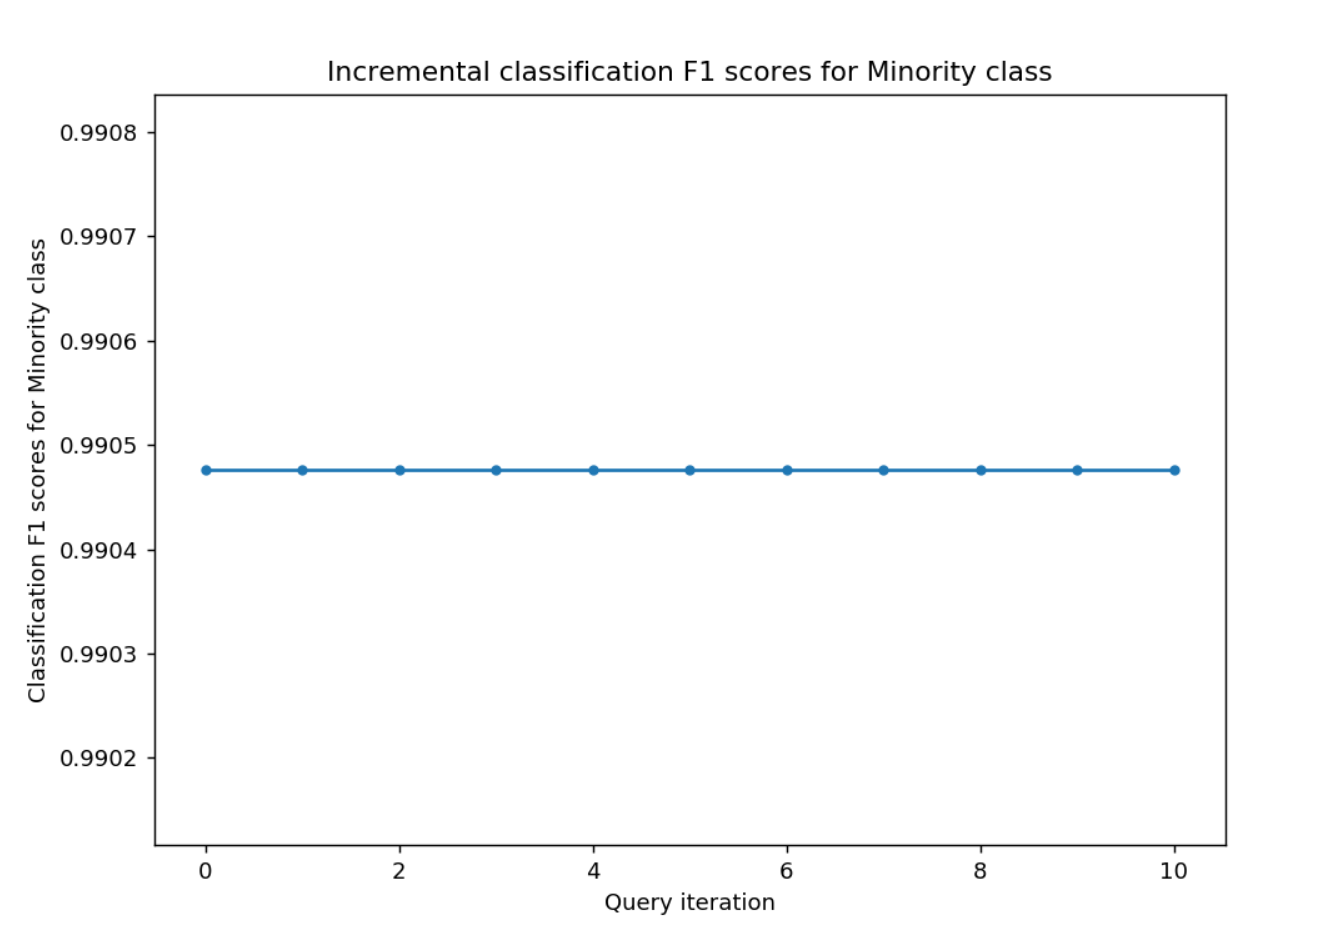 Incremental classification F1 scores for Minority class
Classification F1 scores for Minority class
0.9908
0.9907
0.9906
0.9905
0.9904
0.9903
0.9902
0 2 4 6 8 10
Query iteration